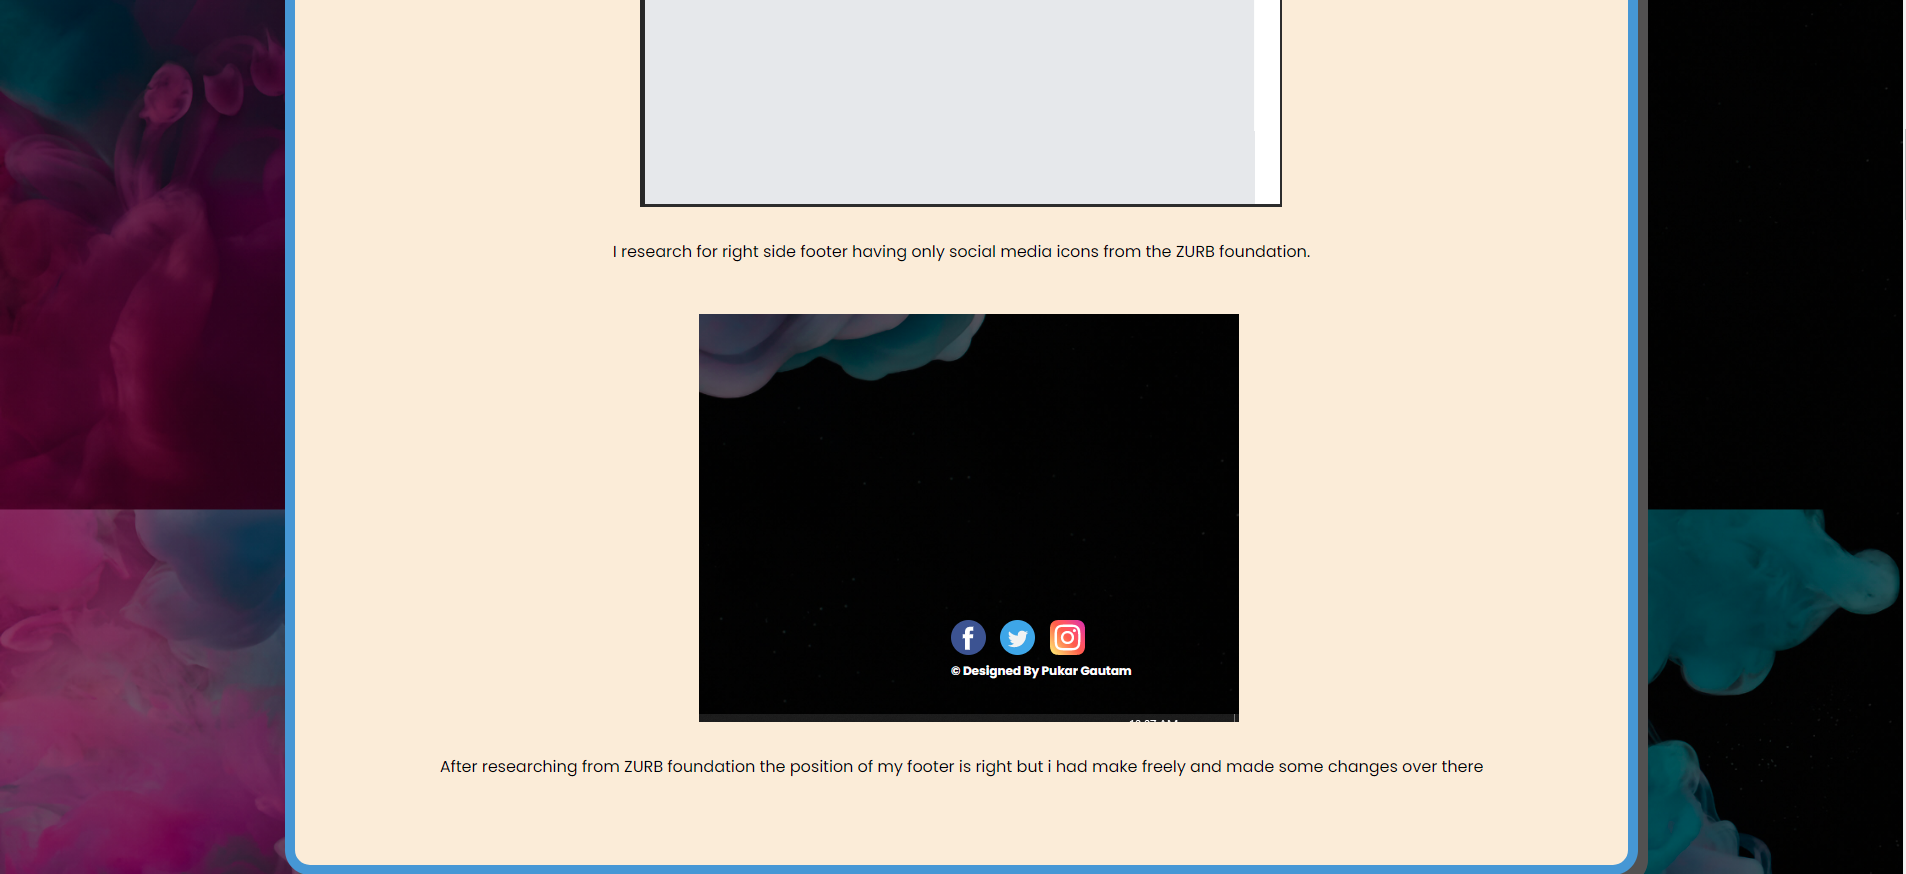 I research for right side footer having only social media icons from the ZURB foundation.
© Designed By Pukar Gautam
After researching from ZURB foundation the position of my footer is right but i had make freely and made some changes over there